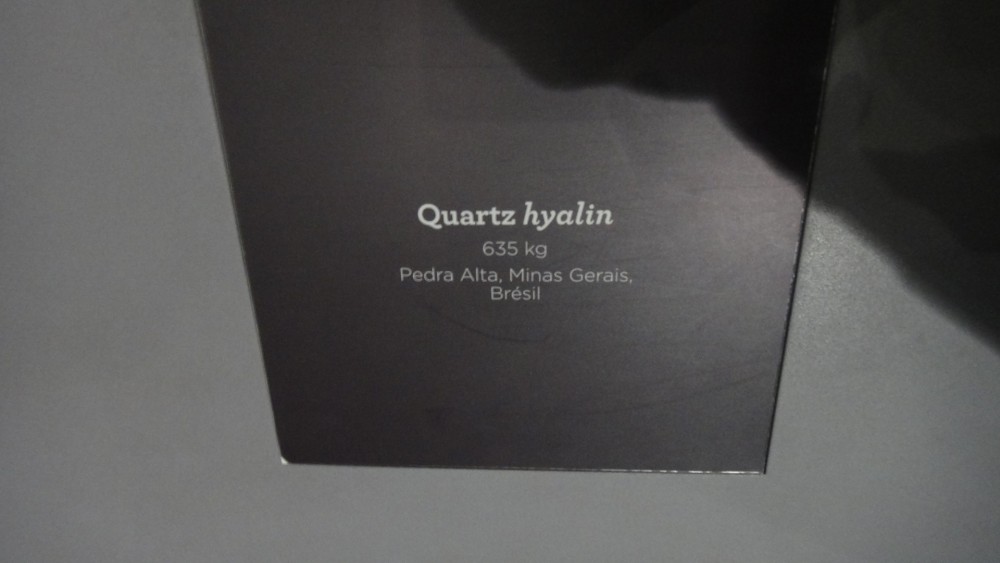 Quartz hyalin
635 kg
Pedra Alta, Minas Gerais,
Brésil